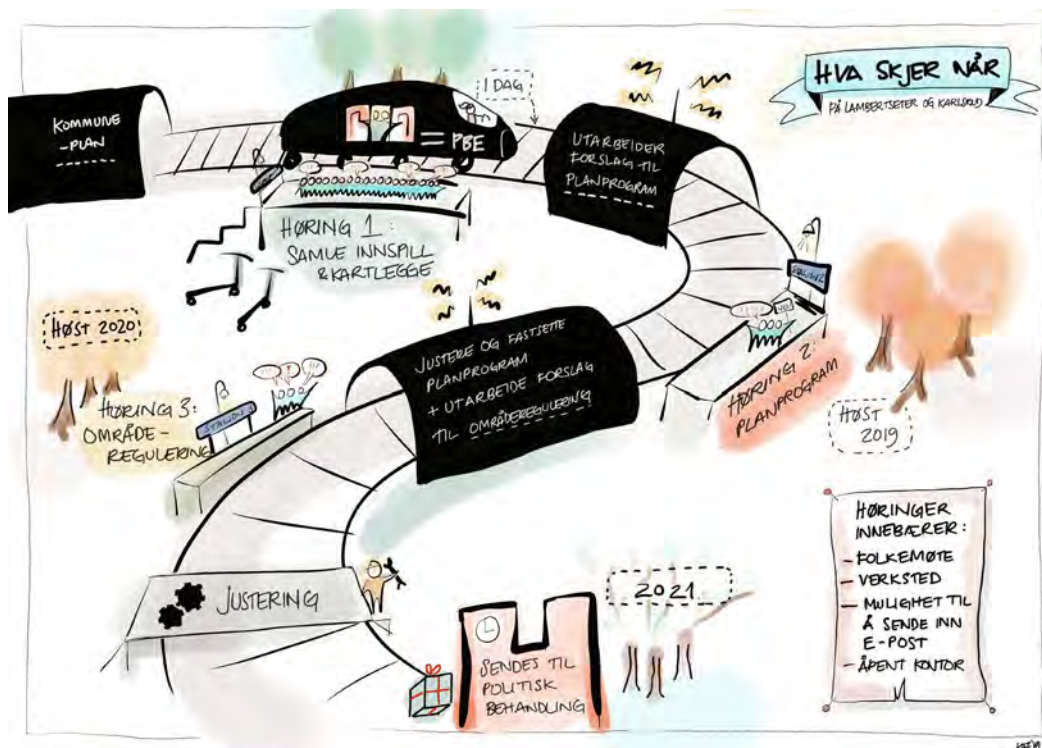 HVA SKJER NÅR
PÅ LAMBERTSETER OG KARLSRUD
KOMMUNE
-PLAN
I DAG
= PBE
HØRING 1:
SAMLE INNSPILL
& KARTLEGGE
UTARBEIDER
FORSLAG TIL
PLANPROGRAM
HØRING 2:
PLANPROGRAM
HØST
2019
JUSTERE OG FASTSETTE
PLANPROGRAM
+ UTARBEIDE FORSLAG
TIL OMRÅDEREGULERING
HØST 2020
HØRING 3:
OMRÅDE-
REGULERING
STASJON
JUSTERING
2021
SENDES TIL
POLITISK
BEHANDLING
HØRINGER
INNEBÆRER:
- FOLKEMØTE
- VERKSTED
- MULIGHET TIL
Å SENDE INN
E-POST
- ÅPENT KONTOR